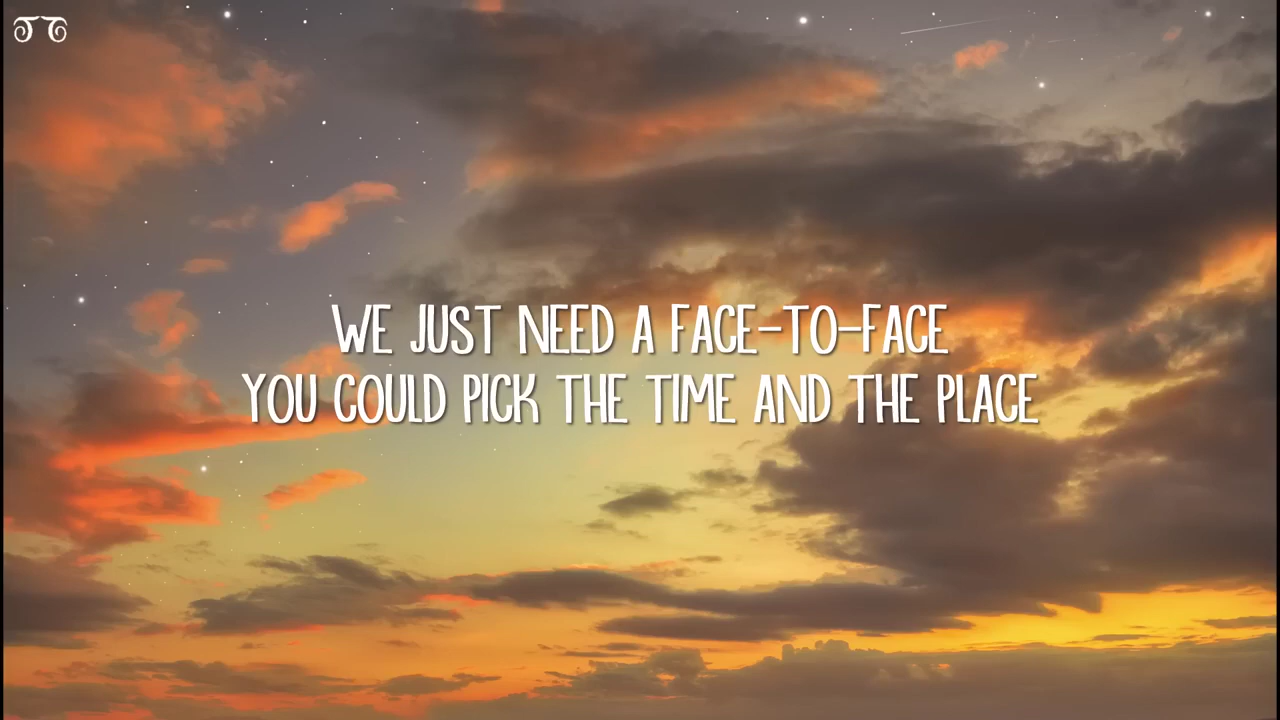 WE JUST NEED A FACE-TO-FACE
YOU COULD PICK THE TIME AND THE PLACE